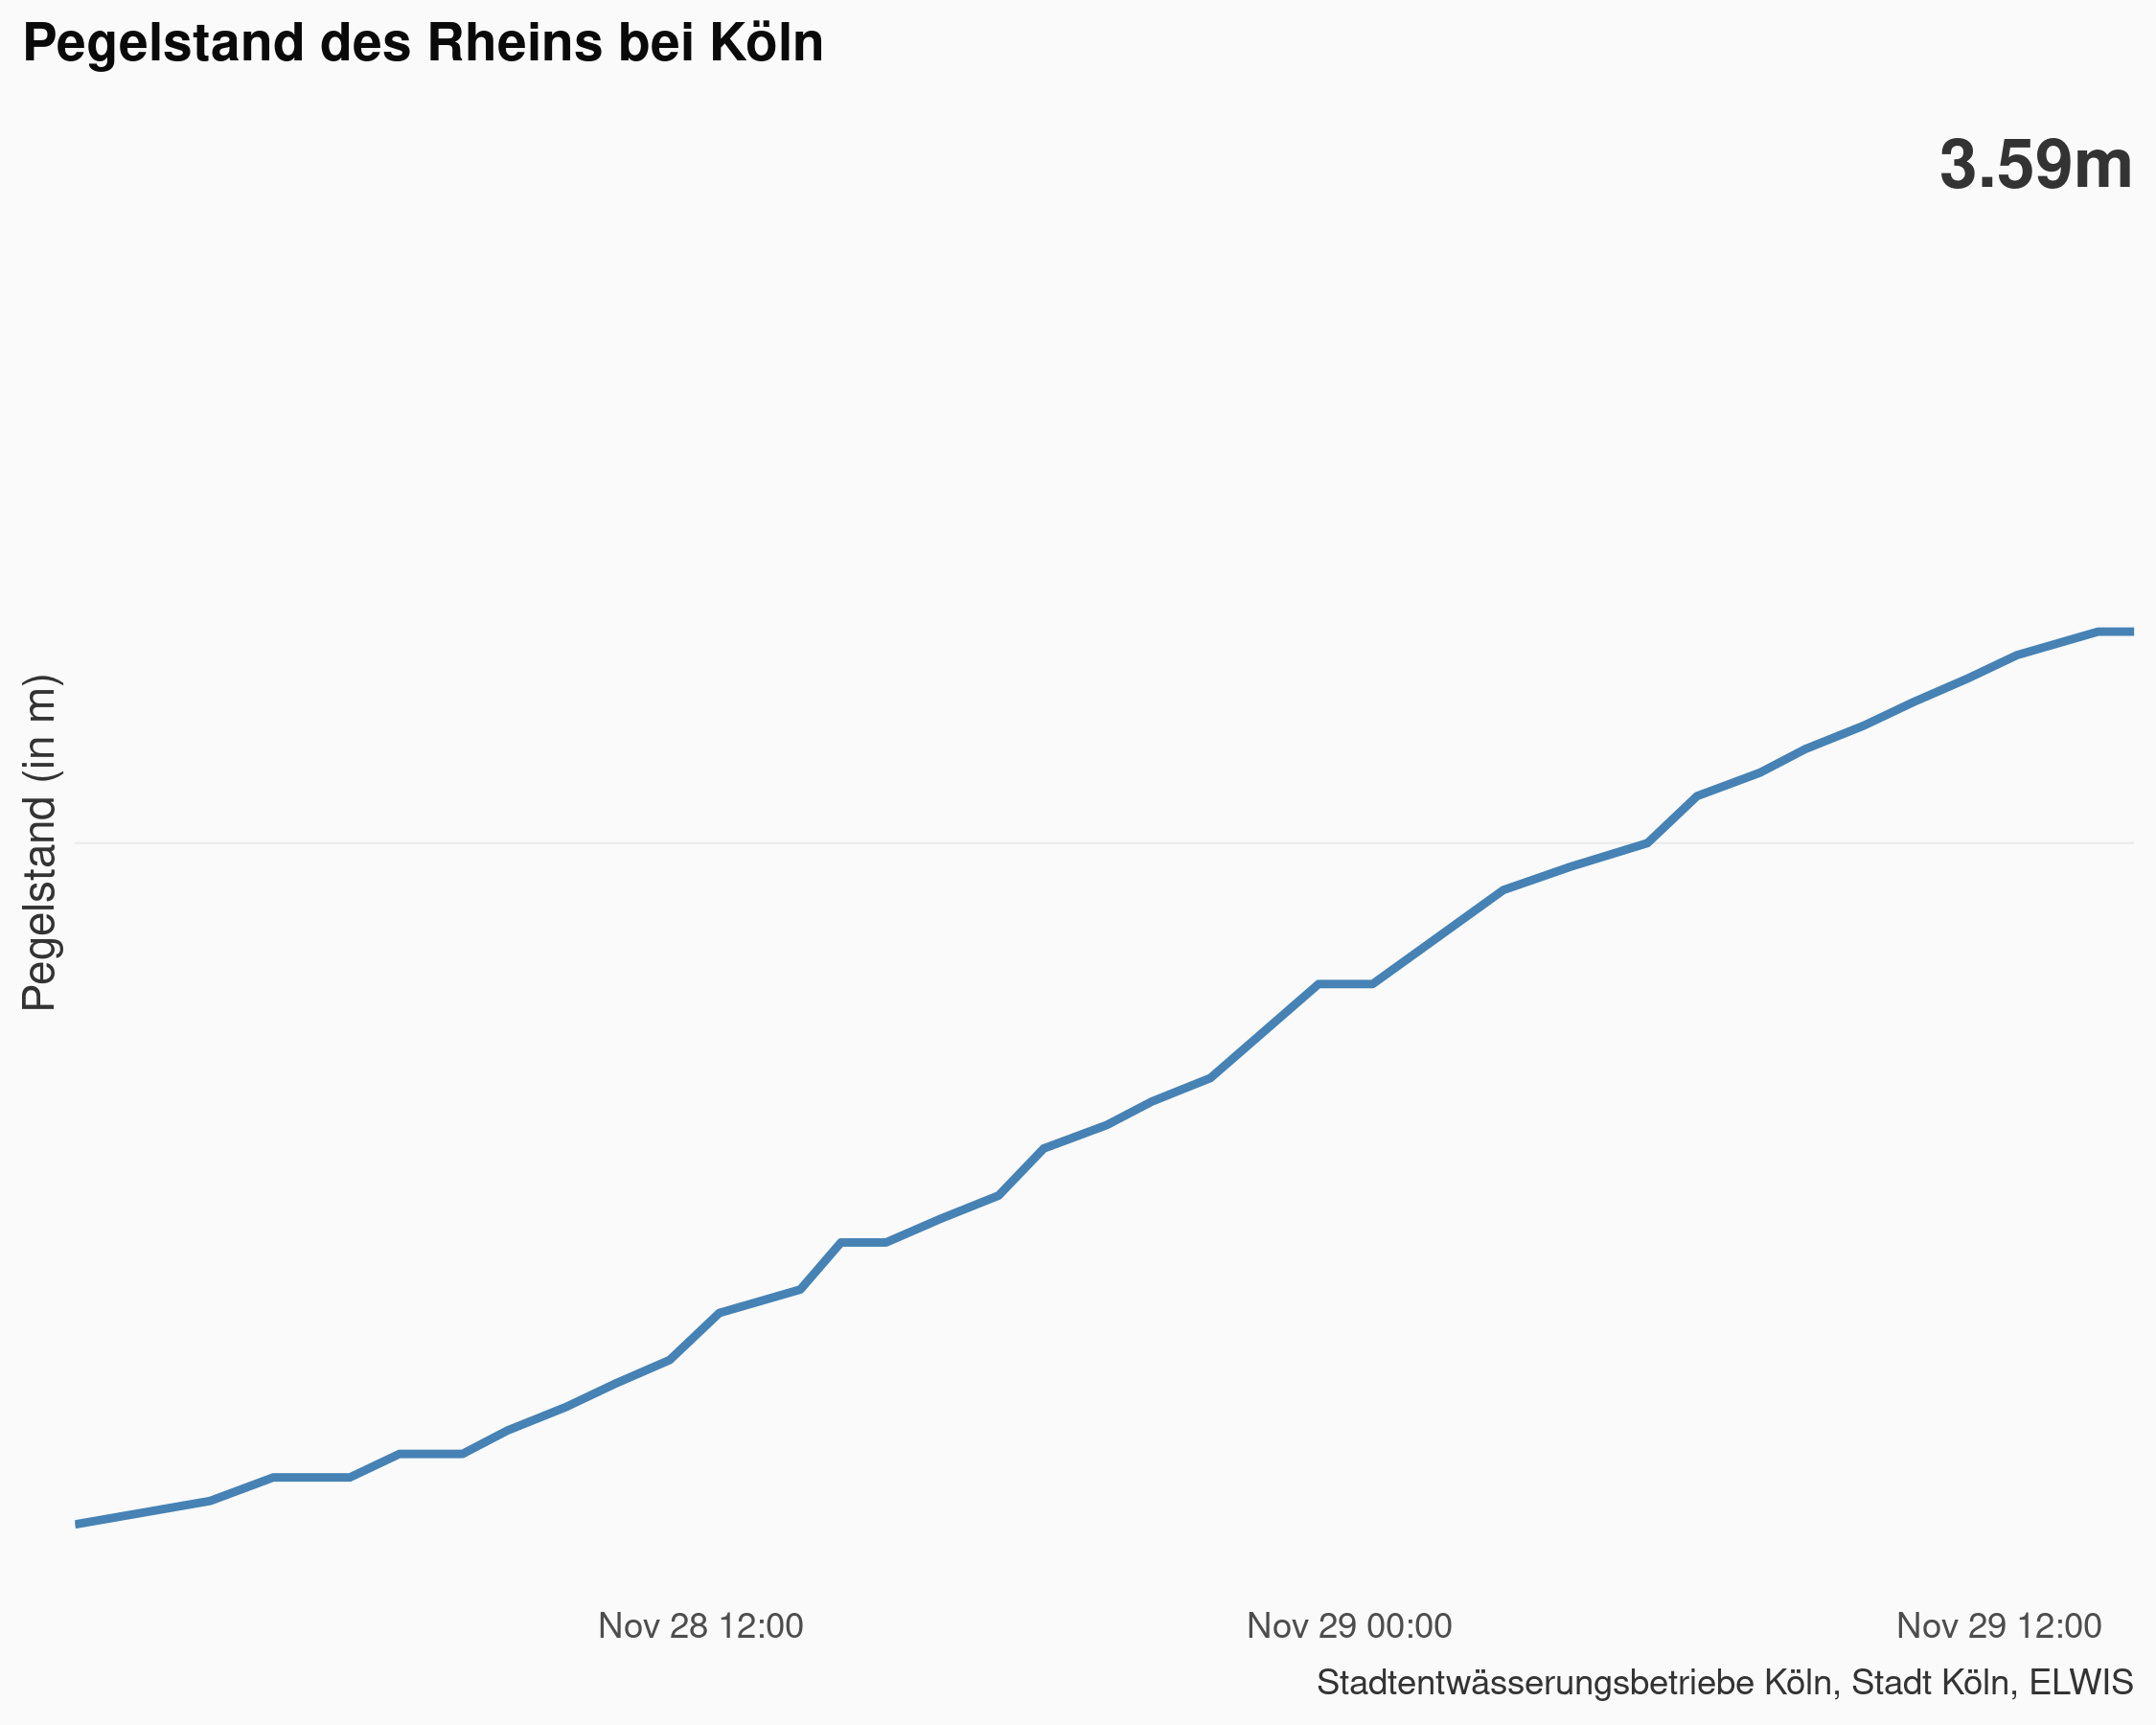 Pegelstand des Rheins bei Köln
3.59m
Pegelstand (in m)
Nov 28 12:00
Nov 29 00:00
Nov 29 12:00
Stadtentwässerungsbetriebe Köln, Stadt Köln, ELWIS